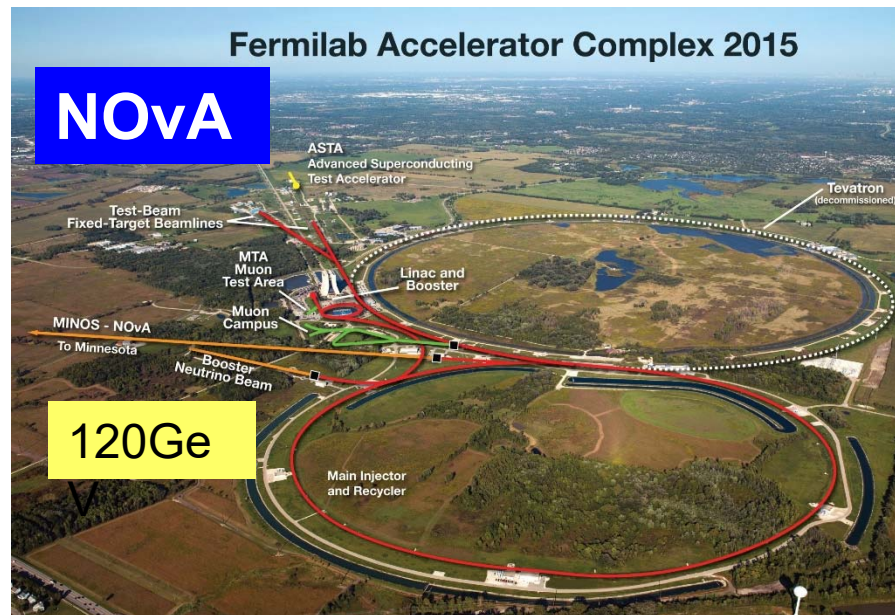 Fermilab Accelerator Complex 2015
NOvA
ASTA
Advanced Superconducting
Test Accelerator
Tevatron
(decommissioned)
Test-Beam
Fixed-Target Beamlines
MTA
Muon
Test Area
Linac and
Booster
Muon
Campus
MINOS - NOvA
To Minnesota
Booster
Neutrino Beam
120Ge
V
Main Injector
and Recycler